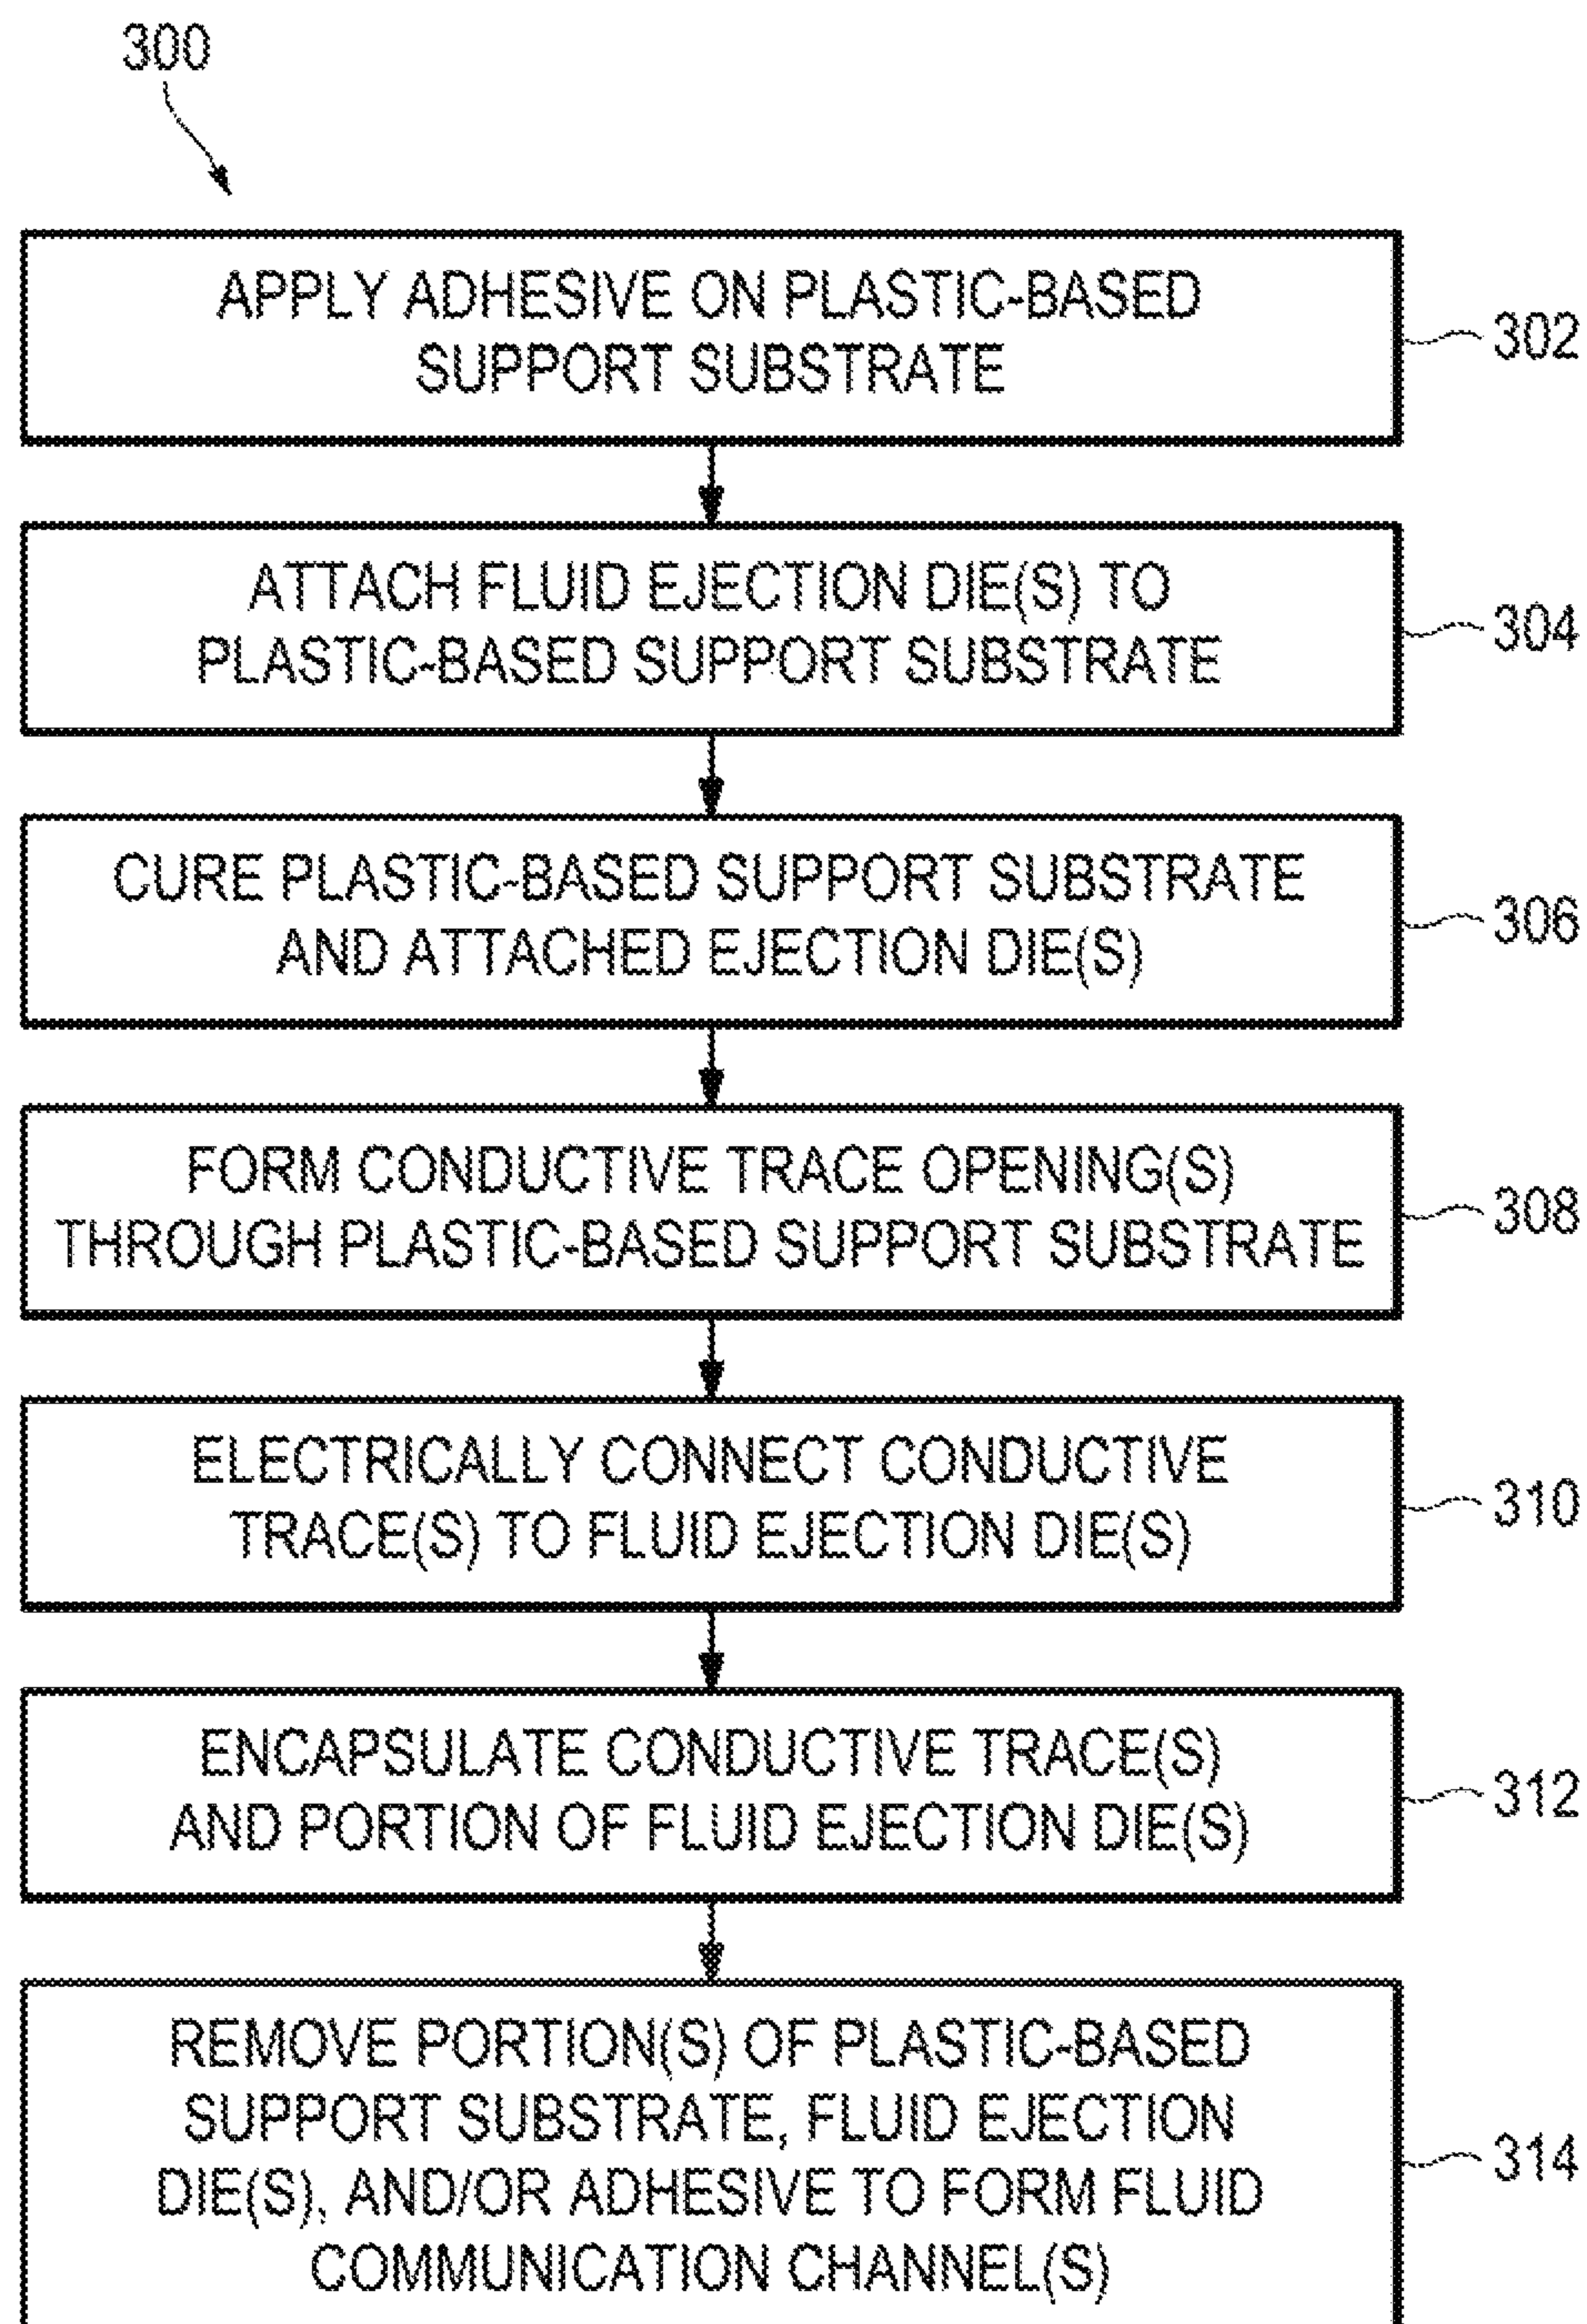 300
APPLY ADHESIVE ON PLASTIC-BASED
SUPPORT SUBSTRATE
302
ATTACH FLUID EJECTION DIE(S) TO
PLASTIC-BASED SUPPORT SUBSTRATE
304
CURE PLASTIC-BASED SUPPORT SUBSTRATE
AND ATTACHED EJECTION DIE(S)
306
FORM CONDUCTIVE TRACE OPENING(S)
THROUGH PLASTIC-BASED SUPPORT SUBSTRATE
308
ELECTRICALLY CONNECT CONDUCTIVE
TRACE(S) TO FLUID EJECTION DIE(S)
310
ENCAPSULATE CONDUCTIVE TRACE(S)
AND PORTION OF FLUID EJECTION DIE(S)
312
REMOVE PORTION(S) OF PLASTIC-BASED
SUPPORT SUBSTRATE, FLUID EJECTION
DIE(S), AND/OR ADHESIVE TO FORM FLUID
COMMUNICATION CHANNEL(S)
314